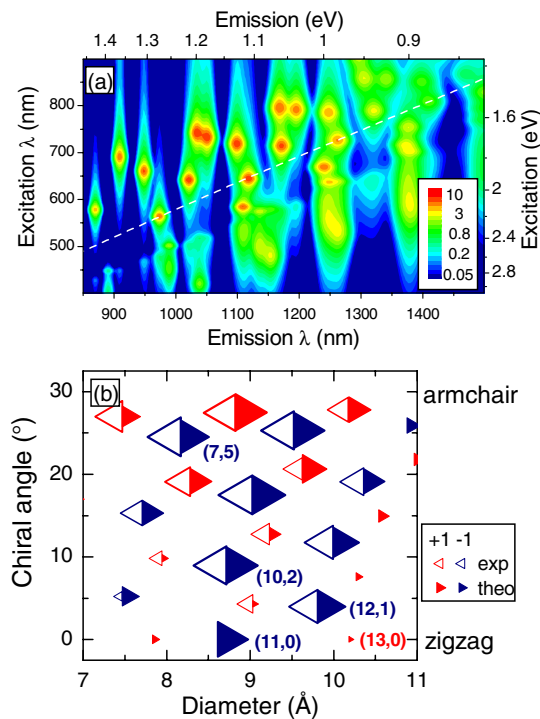 Emission (eV)
1.4 1.3 1.2 1.1 1 0.9
(a)
800
700
600
500
Excitation λ (nm)
1.6
2
2.4
2.8
Excitation (eV)
10
3
0.8
0.2
0.05
850 1000 1100 1200 1300 1400
Emission λ (nm)
(b)
30
20
10
0
Chiral angle (°)
armchair
(7,5)
+1 -1
exp
theo
(10,2)
(12,1)
(11,0)
(13,0)
zigzag
7 8 9 10 11
Diameter (Å)